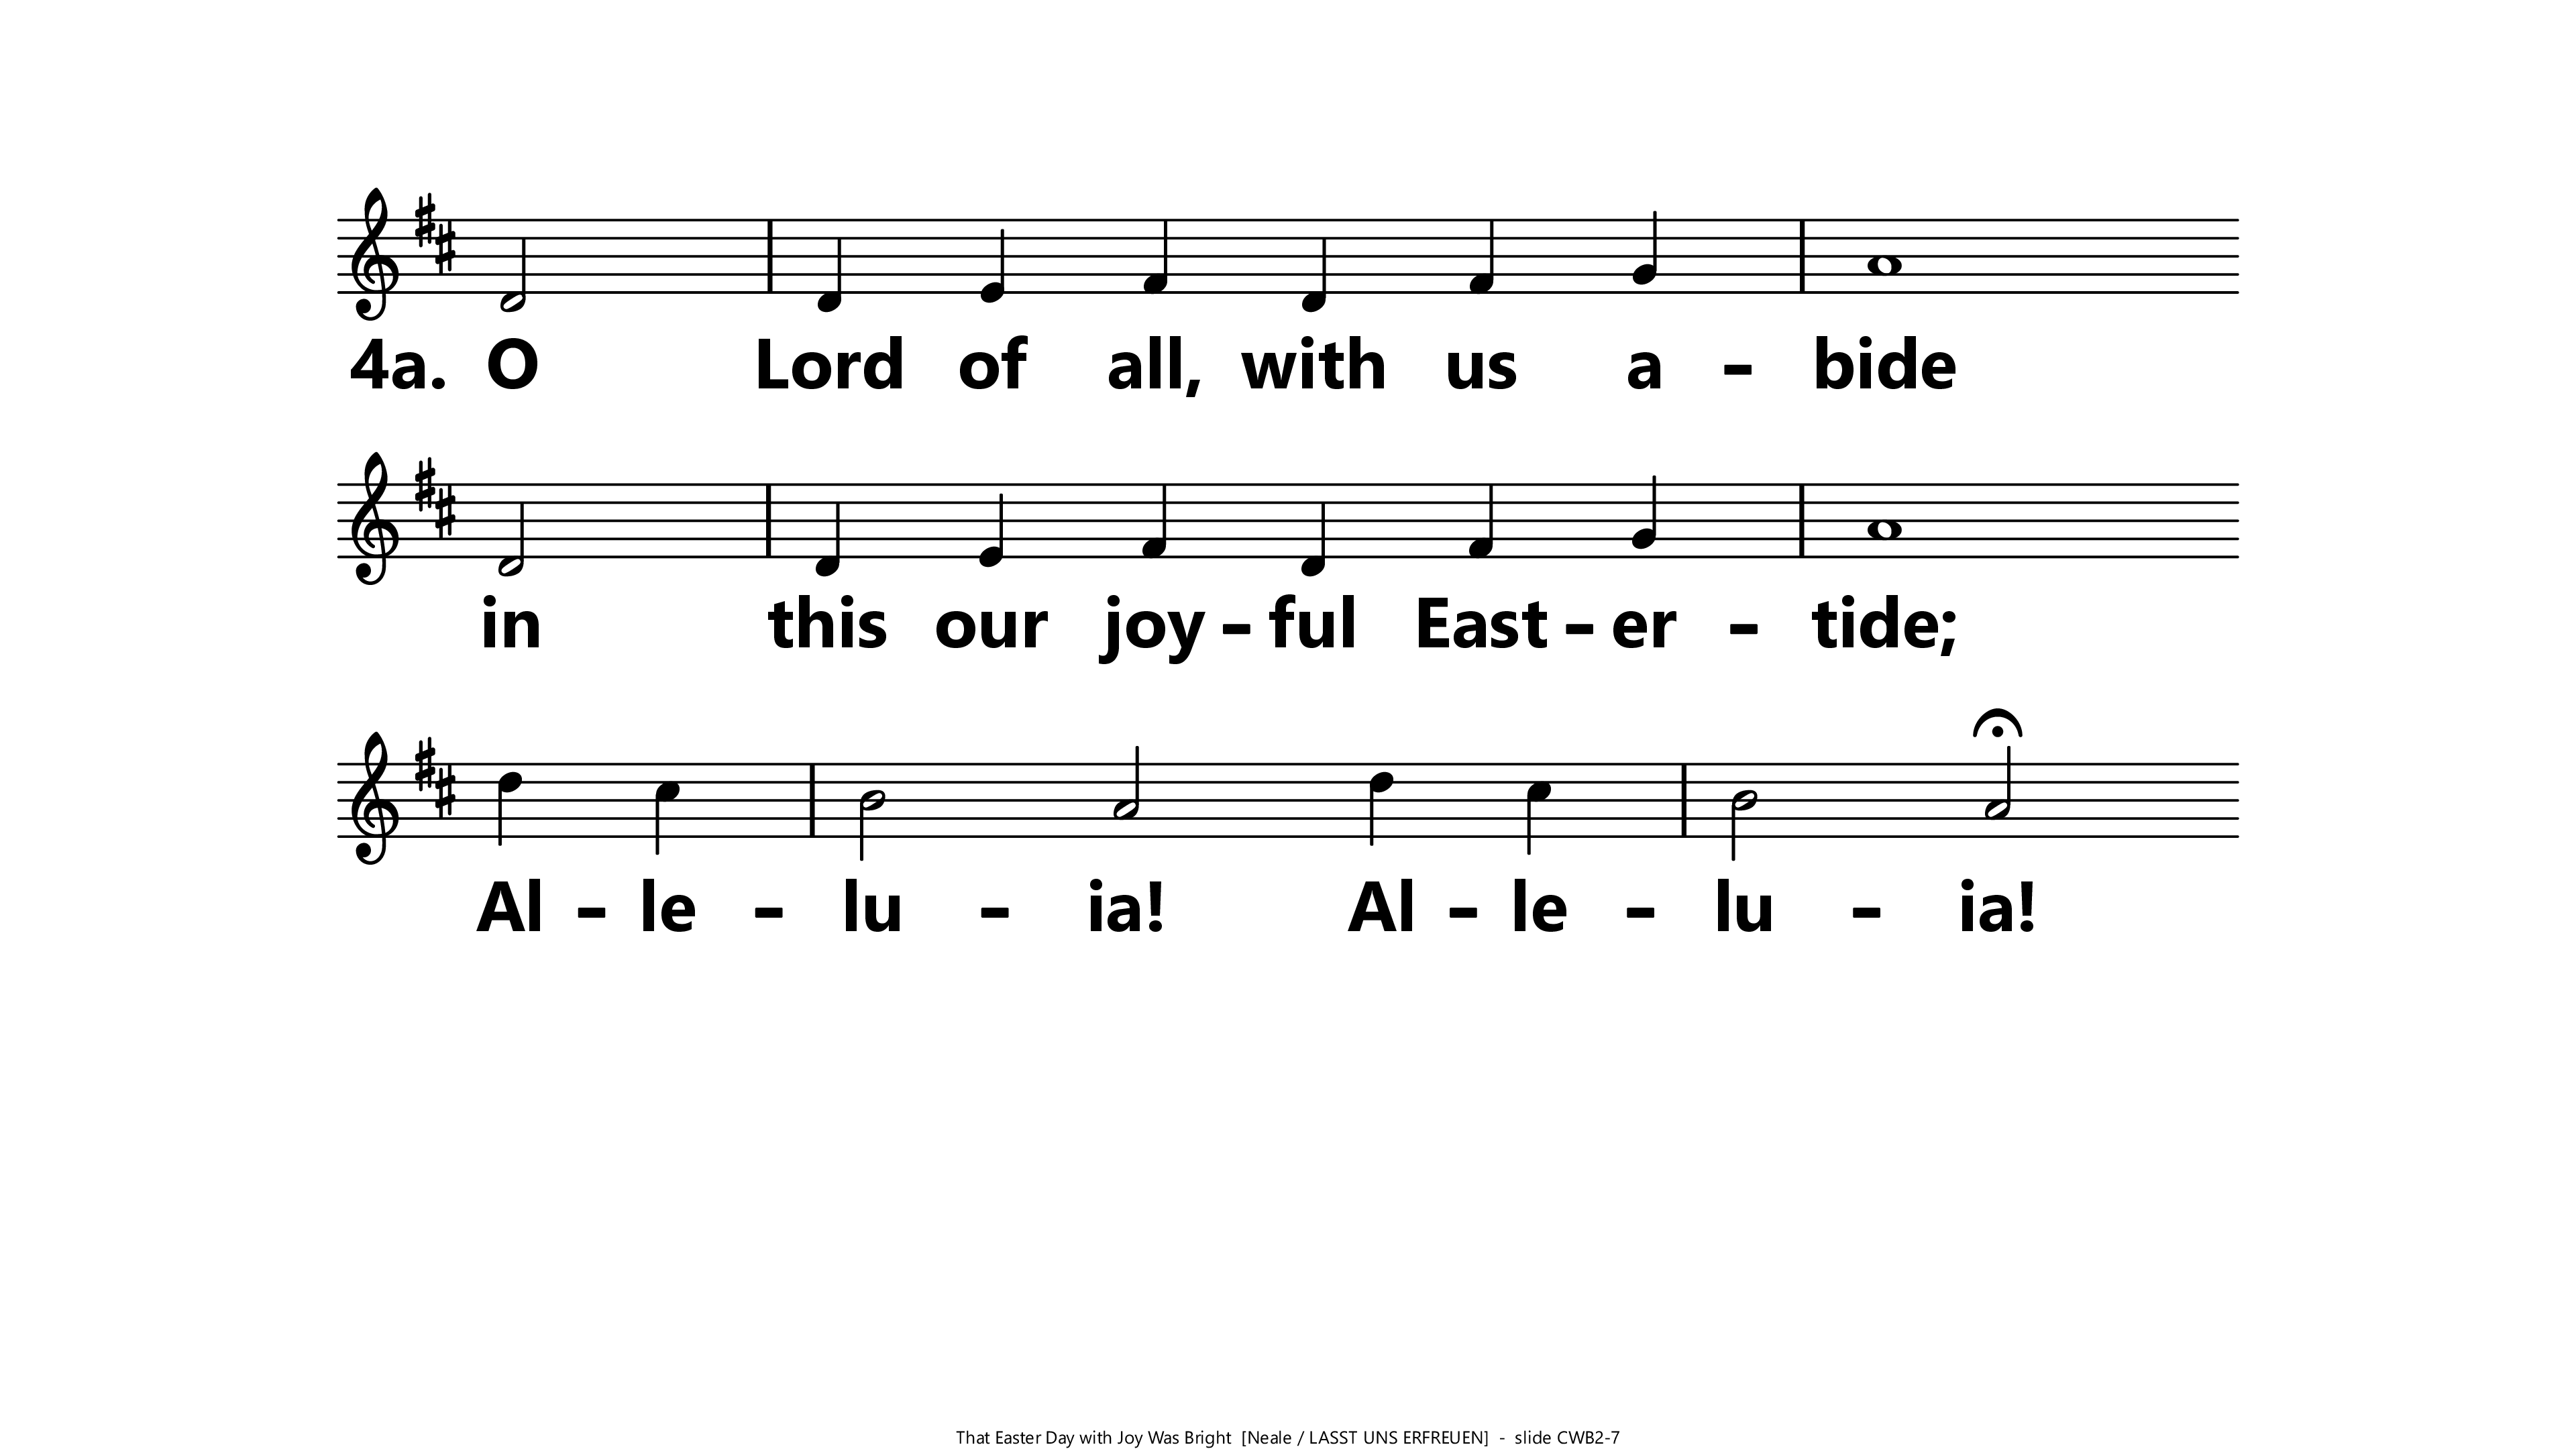 4a. O Lord of all, with us a - bide
in this our joy - ful East - er - tide;
Al - le - lu - ia! Al - le - lu - ia!
That Easter Day with Joy Was Bright [Neale / LASST UNS ERFREUEN] - slide CWB2-7